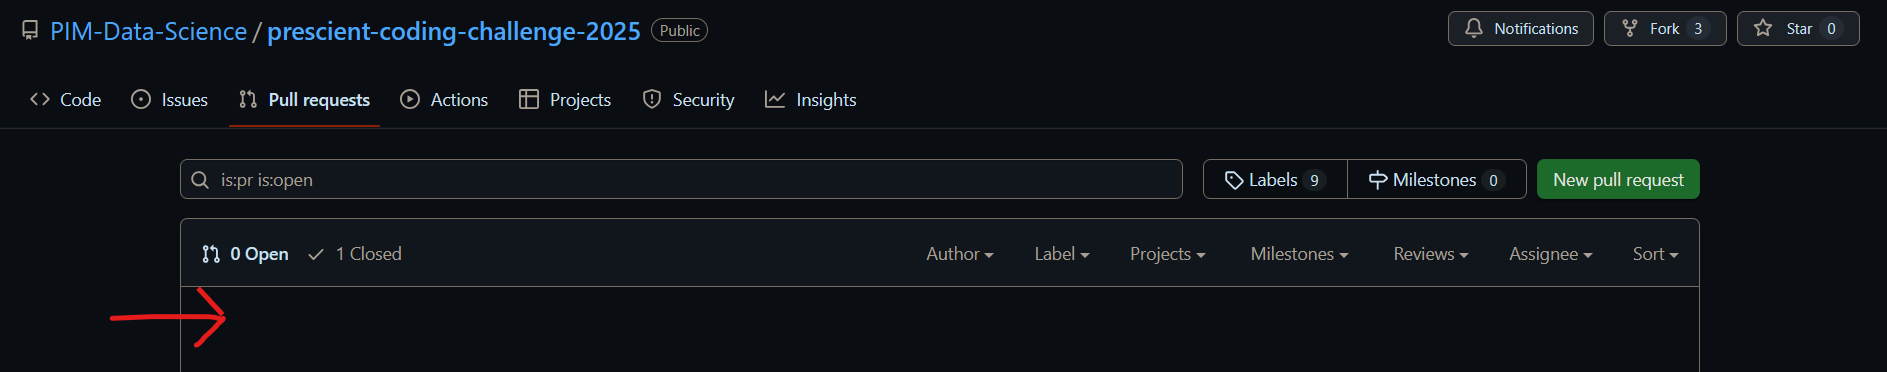 PIM-Data-Science / prescient-coding-challenge-2025 Public Notifications Fork 3 Star 0
Code Issues Pull requests Actions Projects Security Insights
is:pr is:open Labels 9 Milestones 0 New pull request
0 Open 1 Closed Author Label Projects Milestones Reviews Assignee Sort